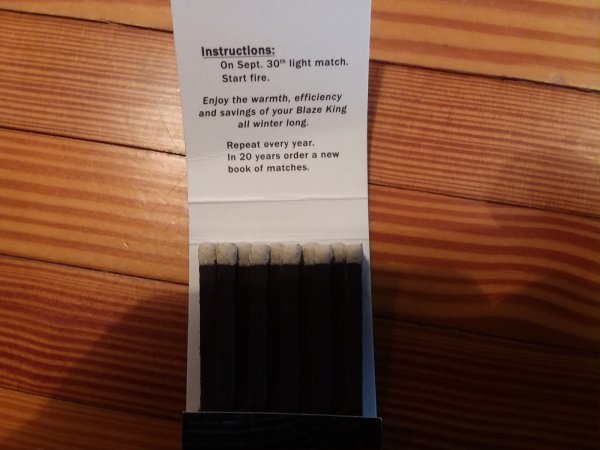 Instructions:
On Sept. 30th light match.
Start fire.
Enjoy the warmth, efficiency
and savings of your Blaze King
all winter long.
Repeat every year.
In 20 years order a new
book of matches.